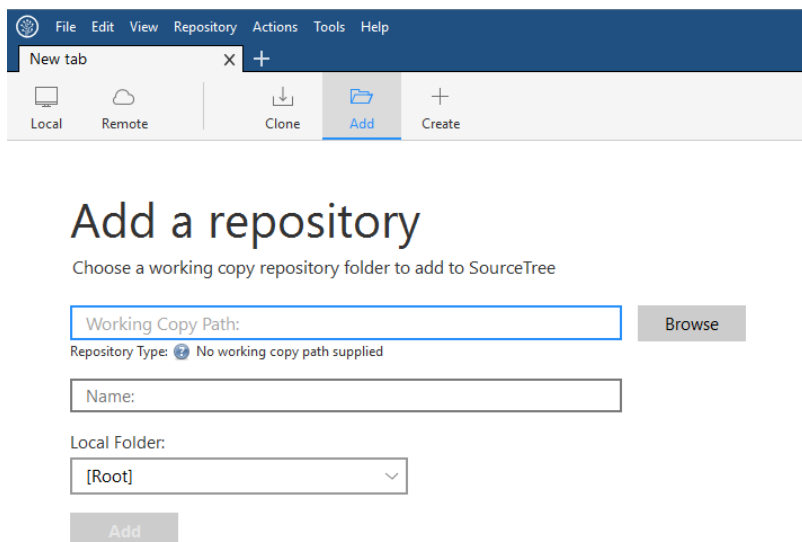 File Edit View Repository Actions Tools Help
New tab
Local Remote Clone Add Create
Add a repository
Choose a working copy repository folder to add to SourceTree
Working Copy Path: Browse
Repository Type: No working copy path supplied
Name:
Local Folder:
[Root]
Add